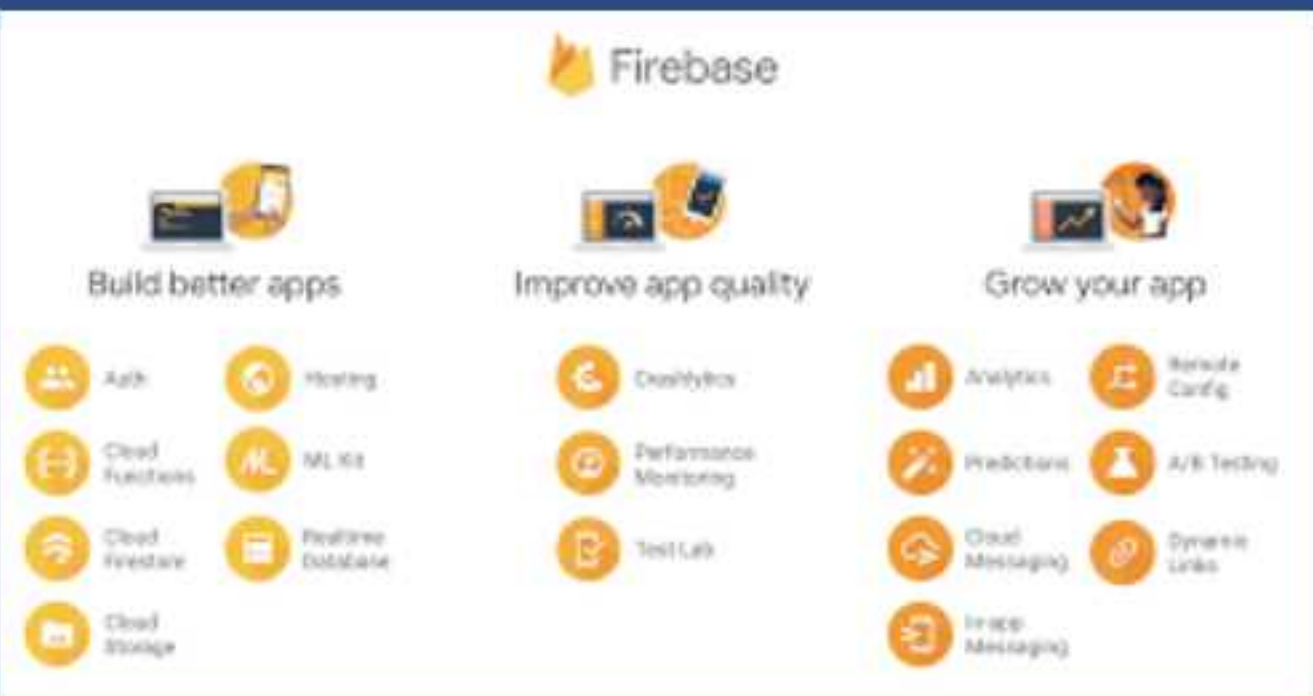 Firebase
Build better apps
Improve app quality
Grow your app
Auth
Hosting
Cloud
Functions
ML Kit
Cloud
Firestore
Realtime
Database
Cloud
Storage
Crashlytics
Performance
Monitoring
Test Lab
Analytics
Remote
Config
Predictions
A/B Testing
Cloud
Messaging
Dynamic
Links
In-app
Messaging